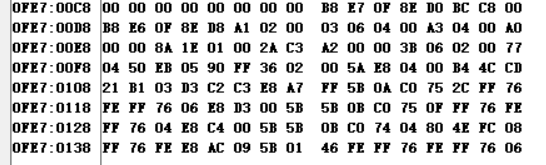 0FE7:00C8 00 00 00 00 00 00 00 00 B8 E7 0F 8E D0 BC C8 00
0FE7:00D8 B8 E6 0F 8E D8 A1 02 00 03 06 04 00 A3 04 00 A0
0FE7:00E8 00 00 8A 1E 01 00 2A C3 A2 00 00 3B 06 02 00 77
0FE7:00F8 04 50 EB 05 90 FF 36 02 00 5A E8 04 00 B4 4C CD
0FE7:0108 21 B1 03 D3 C2 C3 E8 A7 FF 5B 0A C0 75 2C FF 76
0FE7:0118 FE FF 76 06 E8 D3 00 5B 5B 0B C0 75 0F FF 76 FE
0FE7:0128 FF 76 04 E8 C4 00 5B 5B 0B C0 74 04 80 4E FC 08
0FE7:0138 FF 76 FE E8 AC 09 5B 01 46 FE FF 76 FE FF 76 06